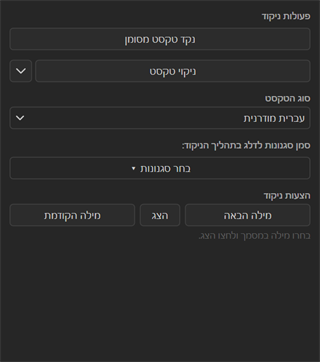 פעולות ניקוד
נקד טקסט מסומן
ניקוי טקסט
סוג הטקסט
עברית מודרנית
סמן סגנונות לדלג בתהליך הניקוד:
בחר סגנונות ▾
הצעות ניקוד
מילה הבאה הצג מילה הקודמת
בחרו מילה במסמך ולחצו הצג.